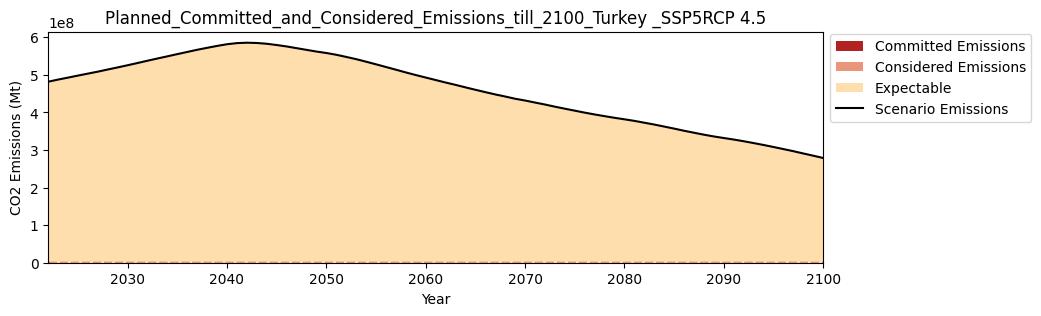 Planned_Committed_and_Considered_Emissions_till_2100_Turkey _SSP5RCP 4.5
1e8
Committed Emissions
Considered Emissions
Expectable
Scenario Emissions
CO2 Emissions (Mt)
6
5
4
3
2
1
0
2030 2040 2050 2060 2070 2080 2090 2100
Year